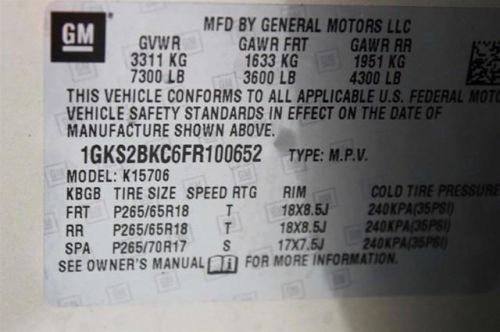 GM
MFD BY GENERAL MOTORS LLC
GVWR GAWR FRT GAWR RR
3311 KG 1633 KG 1951 KG
7300 LB 3600 LB 4300 LB
THIS VEHICLE CONFORMS TO ALL APPLICABLE U.S. FEDERAL MOTO
VEHICLE SAFETY STANDARDS IN EFFECT ON THE DATE OF
MANUFACTURE SHOWN ABOVE.
1GKS2BKC6FR100652 TYPE: M.P.V.
MODEL: K15706
KBGB TIRE SIZE SPEED RTG RIM COLD TIRE PRESSURE
FRT P265/65R18 T 18X8.5J 240KPA(35PSI)
RR P265/65R18 T 18X8.5J 240KPA(35PSI)
SPA P265/70R17 S 17X7.5J 240KPA(35PSI)
SEE OWNER'S MANUAL FOR MORE INFORMATION.